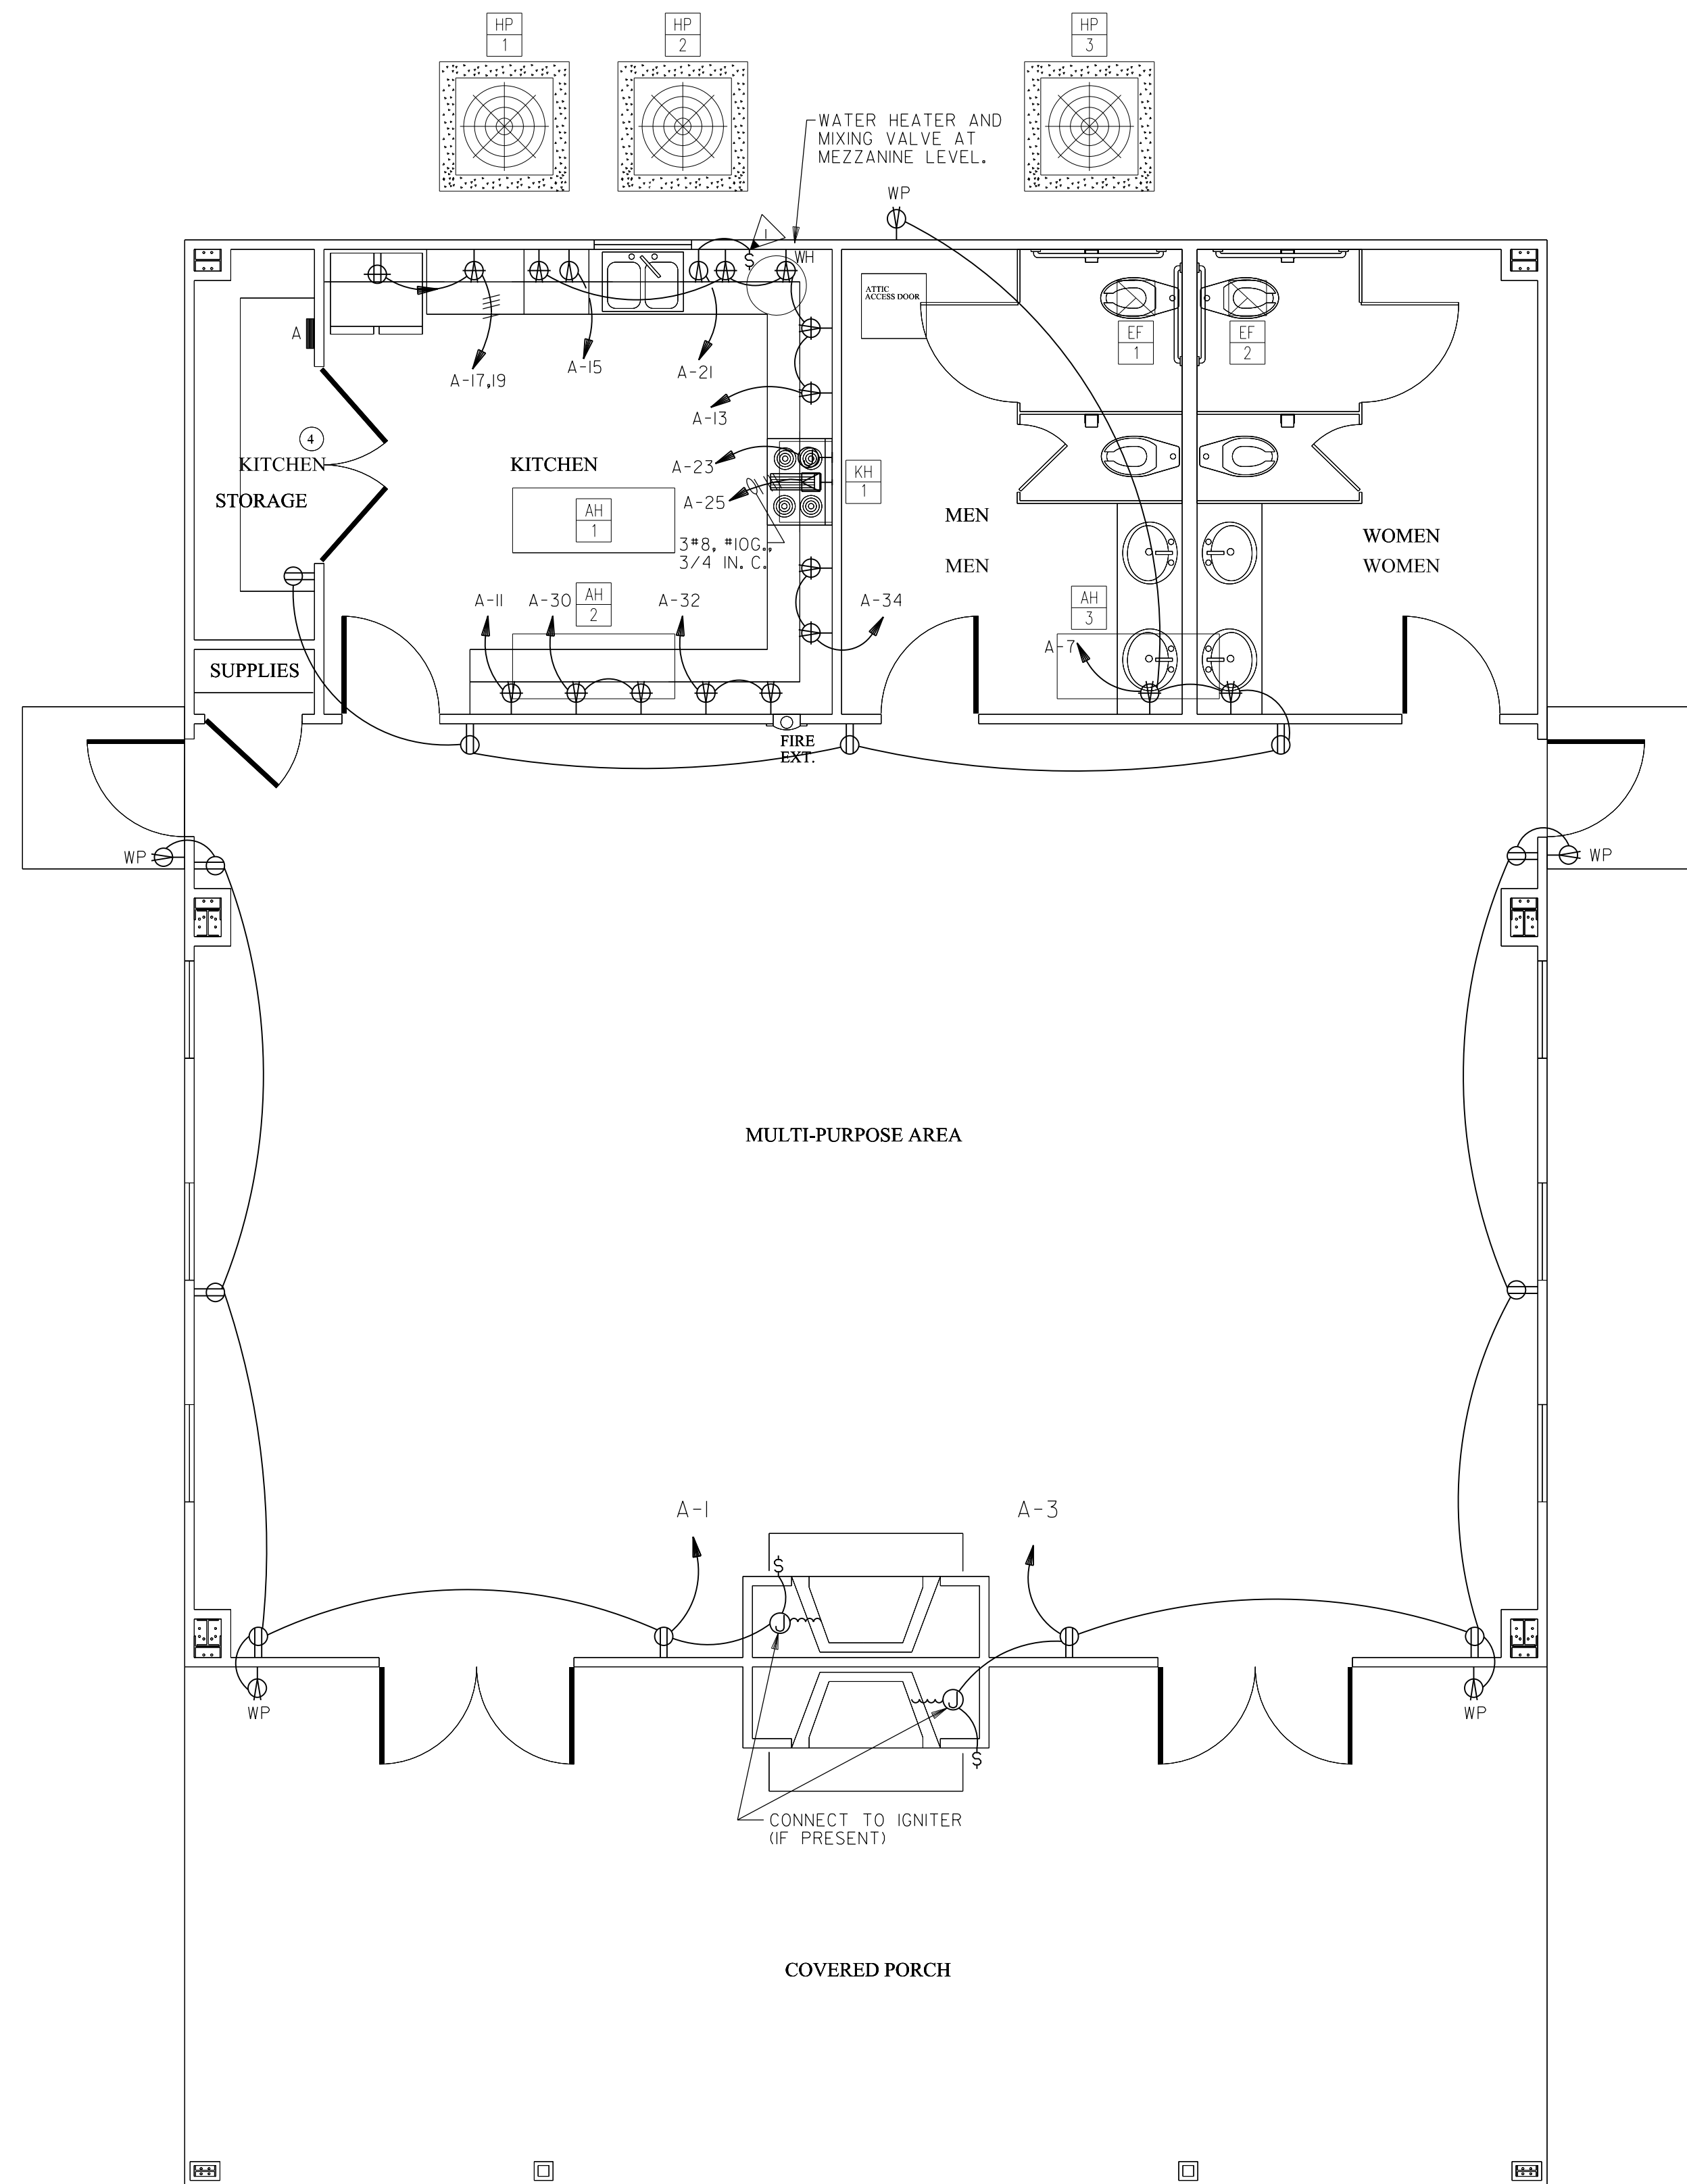 HP
1
HP
2
HP
3
WATER HEATER AND
MIXING VALVE AT
MEZZANINE LEVEL.
WP
1
$
WH
ATTIC
ACCESS DOOR
A
EF
1
EF
2
A-17,19
A-15
A-21
A-13
4
KITCHEN
STORAGE
KITCHEN
A-23
A-25
KH
1
AH
1
3#8, #10G.,
3/4 IN. C.
MEN
MEN
WOMEN
WOMEN
A-11
A-30
AH
2
A-32
A-34
AH
3
A-7
SUPPLIES
FIRE
EXT.
WP
WP
MULTI-PURPOSE AREA
A-1
A-3
$
J
J
WP
WP
$
CONNECT TO IGNITER
(IF PRESENT)
COVERED PORCH